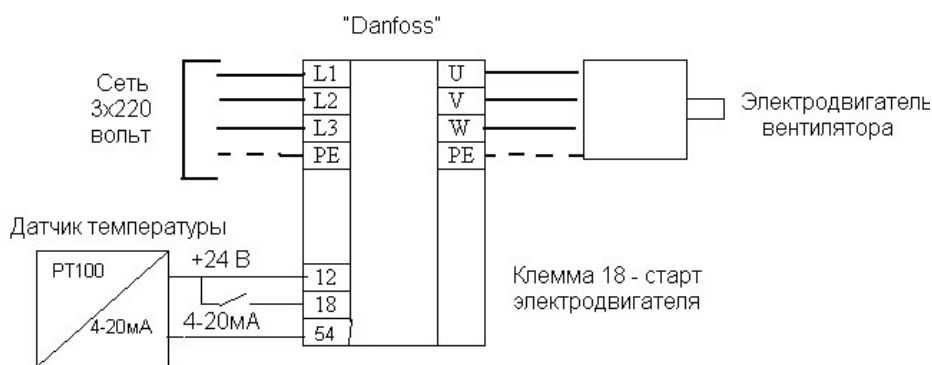 "Danfoss"
Сеть
3x220
вольт
L1
L2
L3
PE
U
V
W
PE
Электродвигатель
вентилятора
Датчик температуры
PT100
4-20мА
+24 В
4-20мА
12
18
54
Клемма 18 - старт
электродвигателя